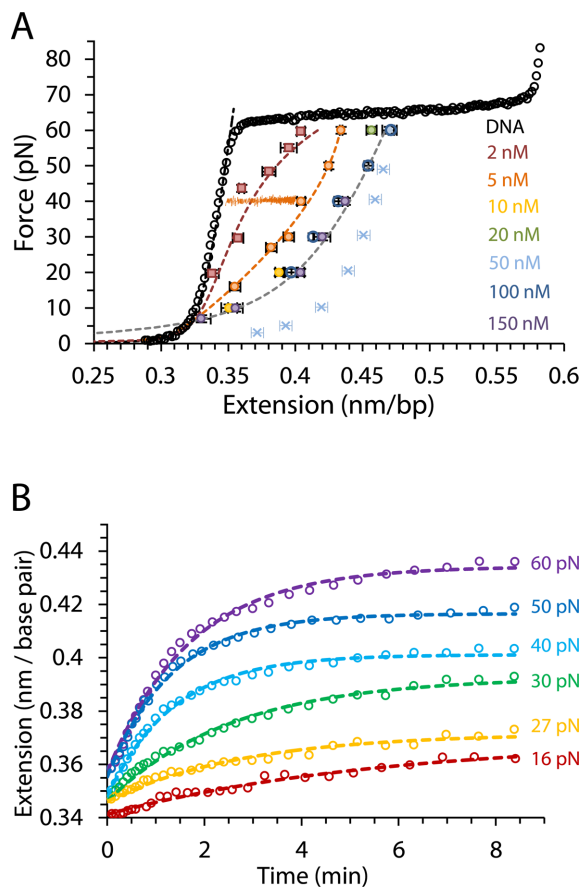 A
80
70
60
50
40
30
20
10
0
Force (pN)
0.25
0.3
0.35
0.4
0.45
0.5
0.55
0.6
Extension (nm/bp)
DNA
2 nM
5 nM
10 nM
20 nM
50 nM
100 nM
150 nM
B
0.44
0.42
0.4
0.38
0.36
0.34
Extension (nm / base pair)
0
2
4
6
8
Time (min)
60 pN
50 pN
40 pN
30 pN
27 pN
16 pN